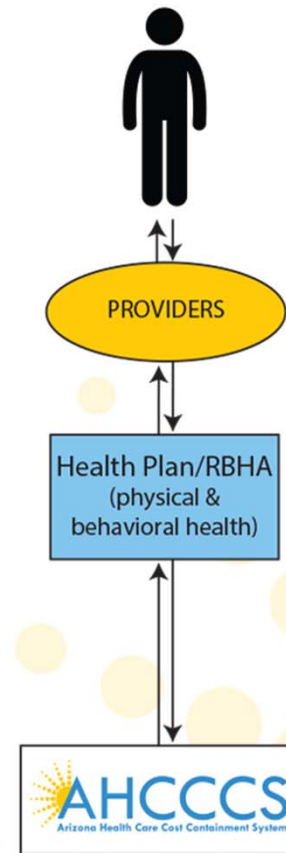 PROVIDERS
Health Plan/RBHA
(physical &
behavioral health)
AHCCCS
Arizona Health Care Cost Containment System